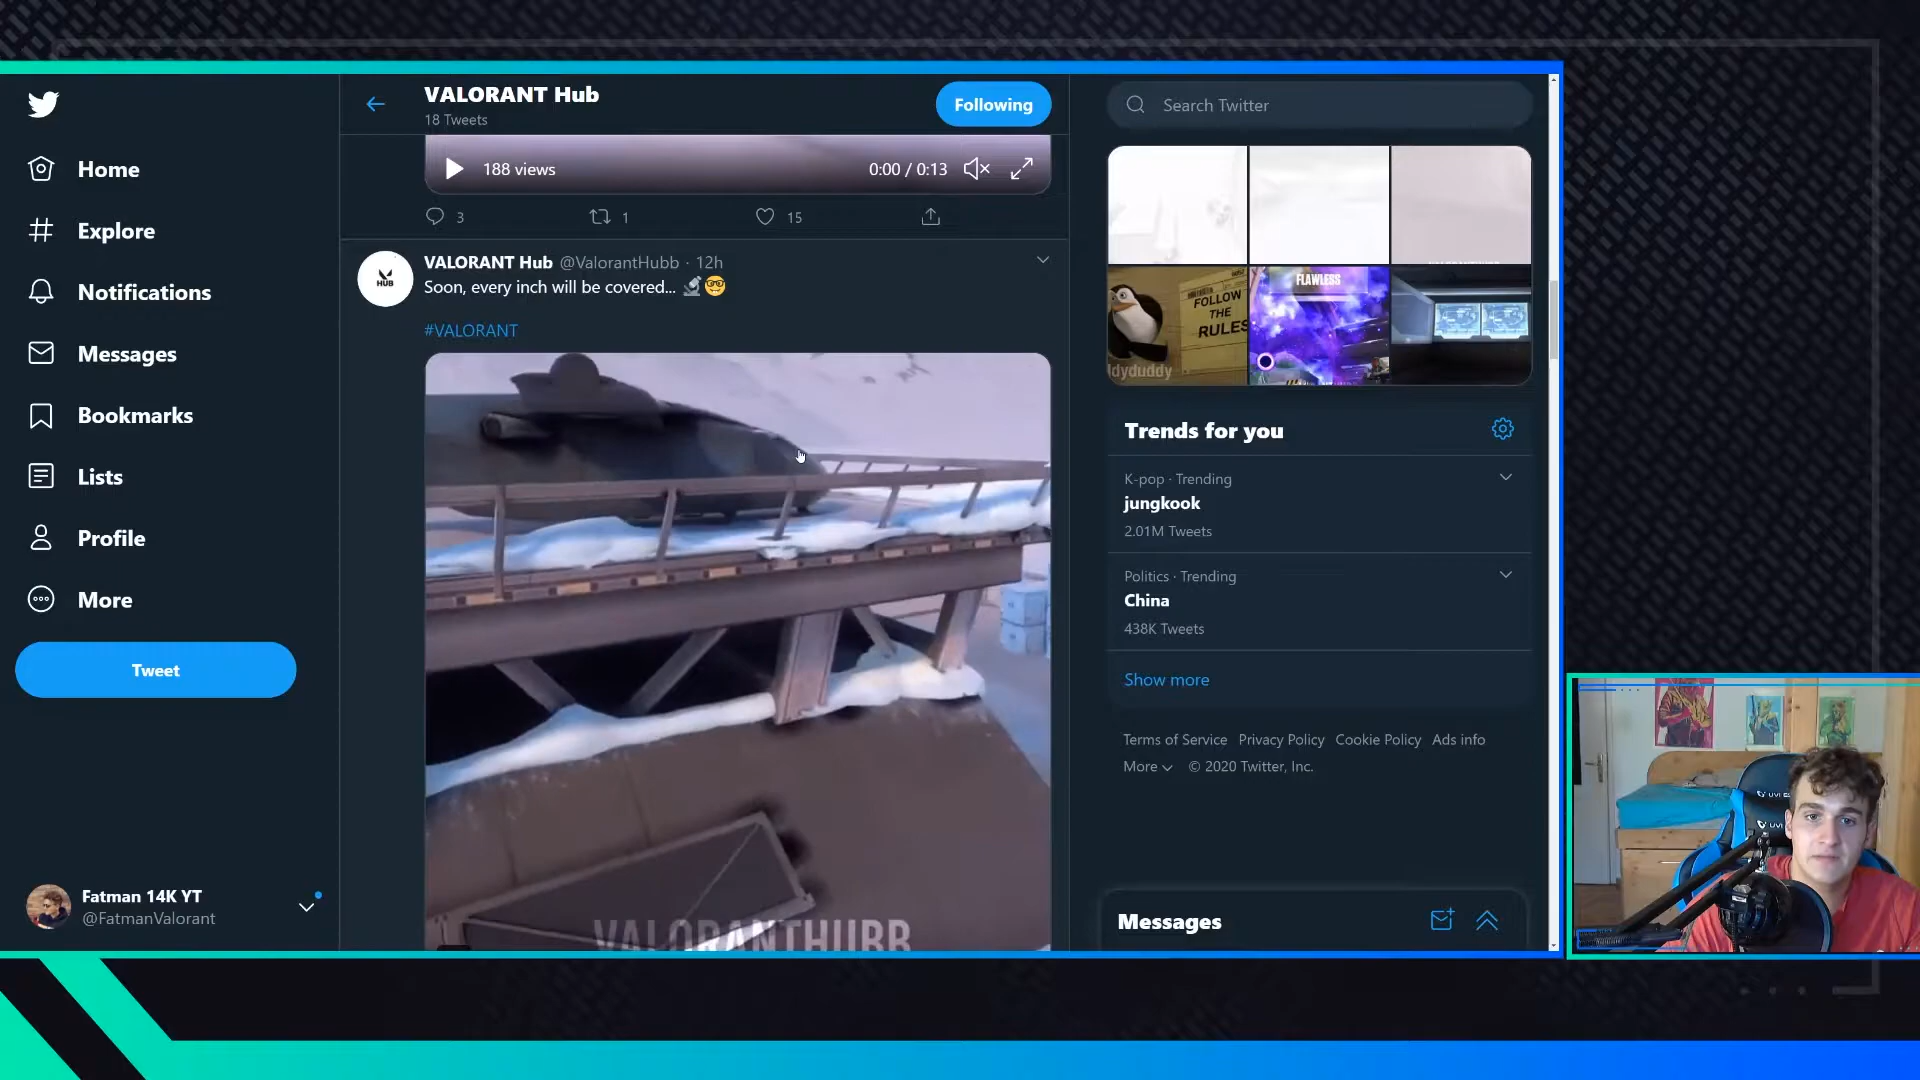 VALORANT Hub
18 Tweets
Following
Search Twitter
Home
Explore
Notifications
Messages
Bookmarks
Lists
Profile
More
Tweet
Fatman 14K YT
@FatmanValorant
188 views
0:00 / 0:13
3
1
15
HUB
VALORANT Hub @ValorantHubb · 12h
Soon, every inch will be covered...
#VALORANT
VALORANTHUBB
FOLLOW
THE
RULES
ldyduddy
FLAWLESS
Trends for you
K-pop · Trending
jungkook
2.01M Tweets
Politics · Trending
China
438K Tweets
Show more
Terms of Service Privacy Policy Cookie Policy Ads info
More © 2020 Twitter, Inc.
Messages